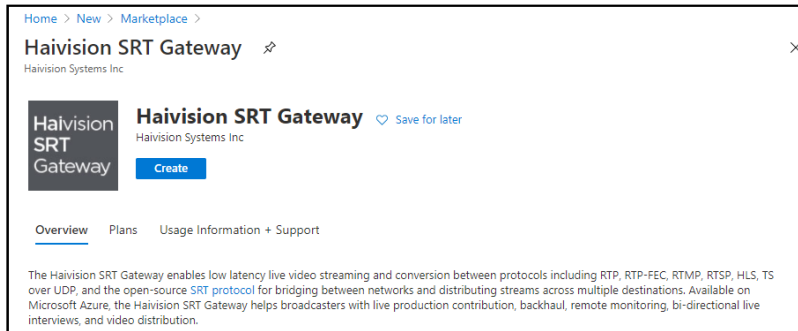 Home > New > Marketplace >
Haivision SRT Gateway
Haivision Systems Inc
Haivision
SRT
Gateway
Haivision SRT Gateway
Save for later
Haivision Systems Inc
Create
Overview Plans Usage Information + Support
The Haivision SRT Gateway enables low latency live video streaming and conversion between protocols including RTP, RTP-FEC, RTMP, RTSP, HLS, TS
over UDP, and the open-source SRT protocol for bridging between networks and distributing streams across multiple destinations. Available on
Microsoft Azure, the Haivision SRT Gateway helps broadcasters with live production contribution, backhaul, remote monitoring, bi-directional live
interviews, and video distribution.